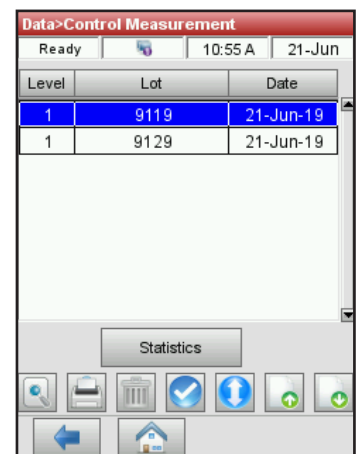 Data>Control Measurement
Ready 10:55 A 21-Jun
Level Lot Date
1 9119 21-Jun-19
1 9129 21-Jun-19
Statistics